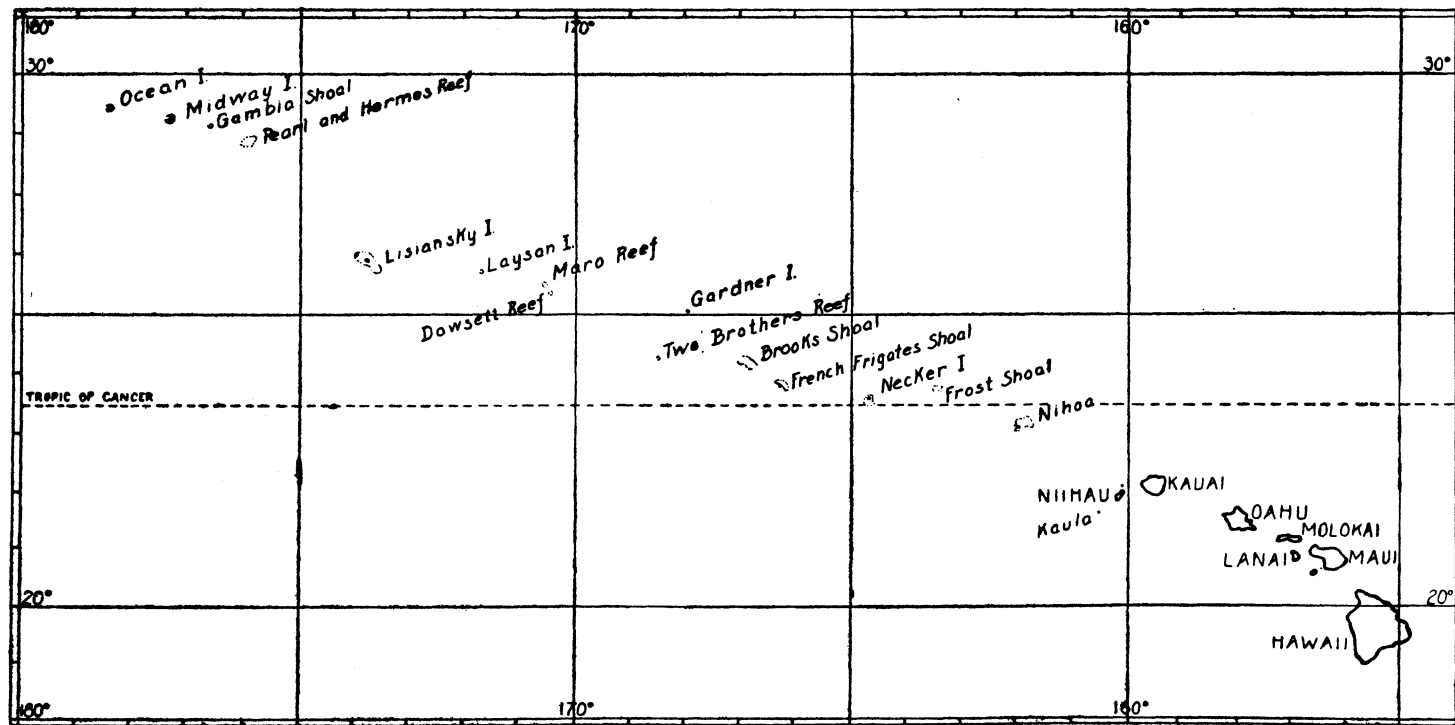 180° 170° 160°
30° 30°
Ocean I.
Midway I.
Gambia Shoal
Pearl and Hermes Reef
Lisiansky I.
Laysan I.
Maro Reef
Dowsett Reef
Gardner I.
Two Brothers Reef
Brooks Shoal
French Frigates Shoal
Necker I
Frost Shoal
TROPIC OF CANCER
Nihoa
NIIHAU
KAUAI
Kaula
OAHU
MOLOKAI
LANAI
MAUI
20° 20°
HAWAII
180° 170° 160°